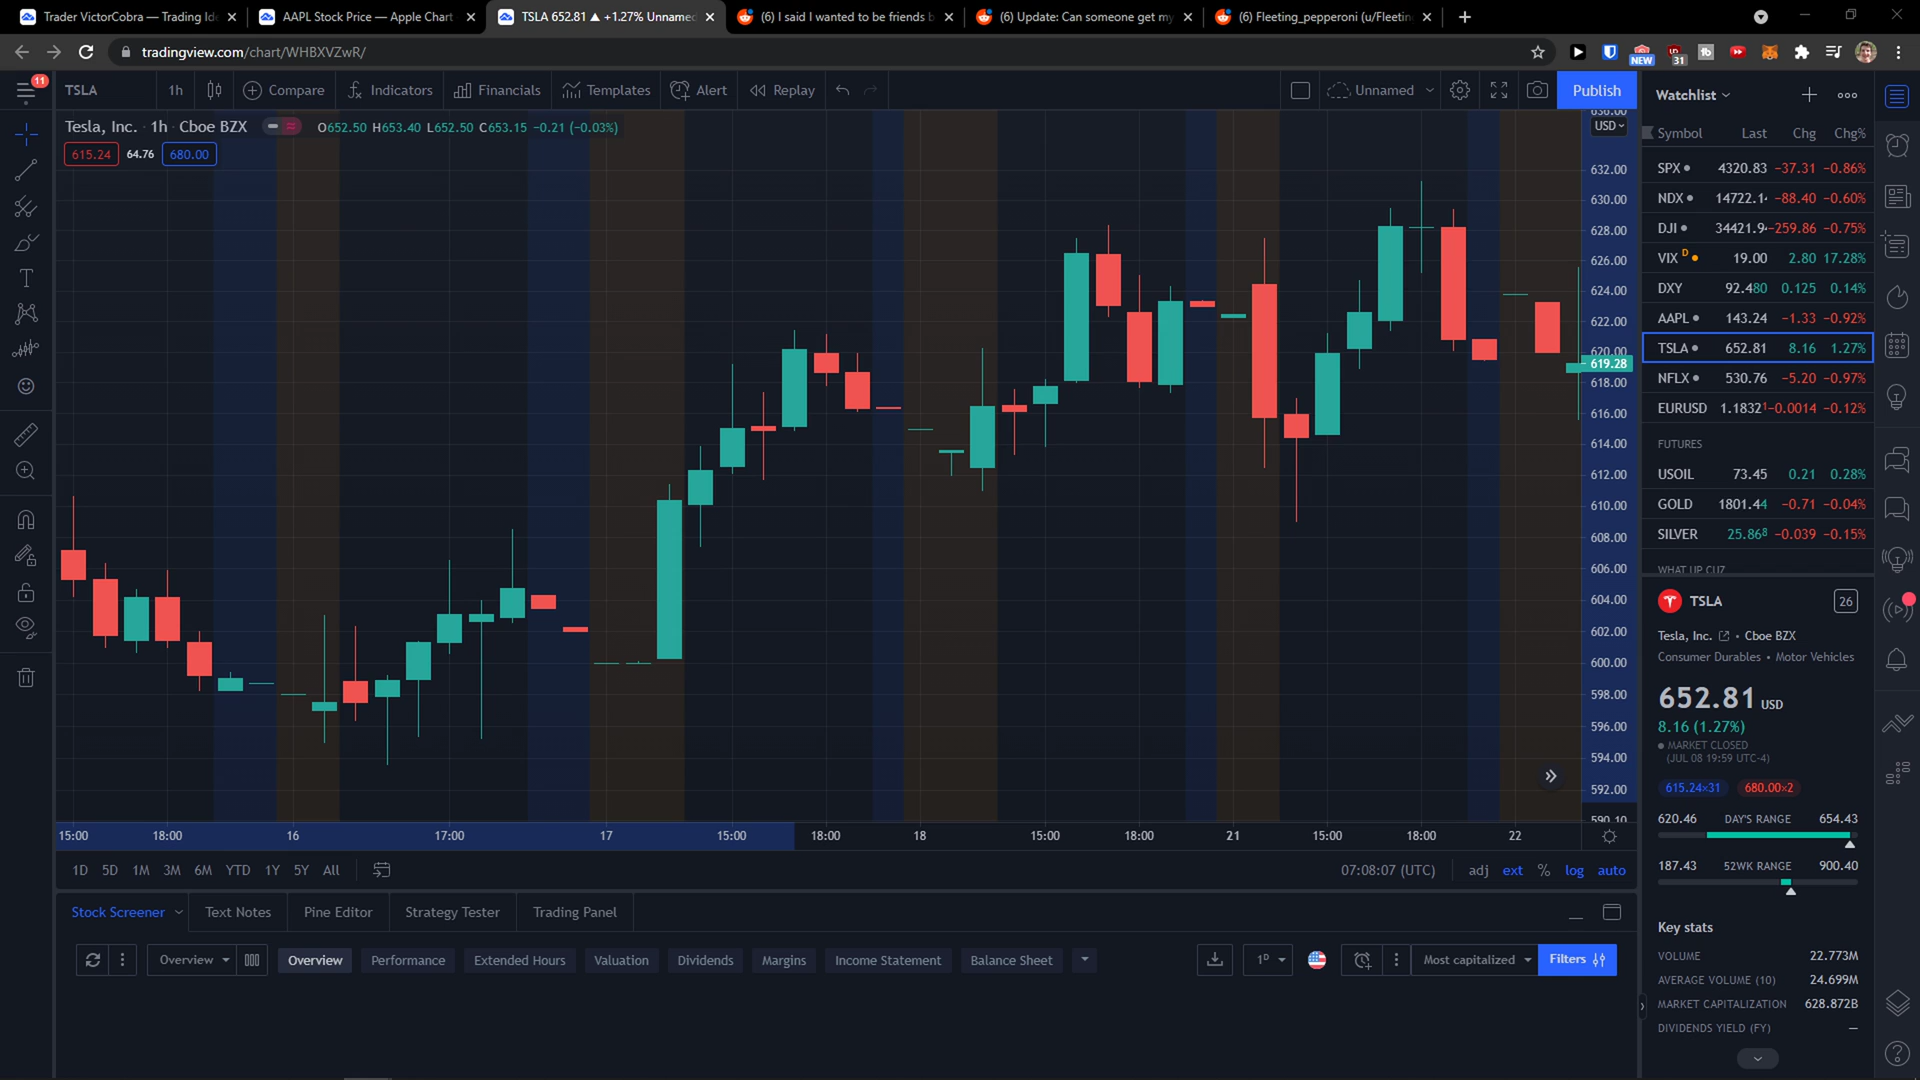 Trader VictorCobra — Trading Id
AAPL Stock Price — Apple Chart
TSLA 652.81 ▲ +1.27% Unnamed
(6) I said I wanted to be friends b
(6) Update: Can someone get my
(6) Fleeting_pepperoni (u/Fleetin
tradingview.com/chart/WHBXVZwR/
NEW
31
11
TSLA
1h
Compare
Indicators
Financials
Templates
Alert
Replay
Unnamed
Publish
Tesla, Inc. · 1h · Cboe BZX
O652.50 H653.40 L652.50 C653.15 −0.21 (−0.03%)
615.24 64.76 680.00
USD
632.00
630.00
628.00
626.00
624.00
622.00
620.00
619.28
618.00
616.00
614.00
612.00
610.00
608.00
606.00
604.00
602.00
600.00
598.00
596.00
594.00
592.00
590.10
15:00 18:00 16 17:00 17 15:00 18:00 18 15:00 18:00 21 15:00 18:00 22
1D 5D 1M 3M 6M YTD 1Y 5Y All
07:08:07 (UTC)
adj ext % log auto
Stock Screener
Text Notes
Pine Editor
Strategy Tester
Trading Panel
Overview
Overview
Performance
Extended Hours
Valuation
Dividends
Margins
Income Statement
Balance Sheet
1D
Most capitalized
Filters
Watchlist
Symbol Last Chg Chg%
SPX 4320.83 −37.31 −0.86%
NDX 14722.1 −88.40 −0.60%
DJI 34421.9 −259.86 −0.75%
VIX D 19.00 2.80 17.28%
DXY 92.480 0.125 0.14%
AAPL 143.24 −1.33 −0.92%
TSLA 652.81 8.16 1.27%
NFLX 530.76 −5.20 −0.97%
EURUSD 1.1832¹ −0.0014 −0.12%
FUTURES
USOIL 73.45 0.21 0.28%
GOLD 1801.44 −0.71 −0.04%
SILVER 25.86⁸ −0.039 −0.15%
WHAT UP CUZ
TSLA
26
Tesla, Inc. • Cboe BZX
Consumer Durables • Motor Vehicles
652.81 USD
8.16 (1.27%)
MARKET CLOSED
(JUL 08 19:59 UTC-4)
615.24×31 680.00×2
620.46 DAY'S RANGE 654.43
187.43 52WK RANGE 900.40
Key stats
VOLUME 22.773M
AVERAGE VOLUME (10) 24.699M
MARKET CAPITALIZATION 628.872B
DIVIDENDS YIELD (FY) —